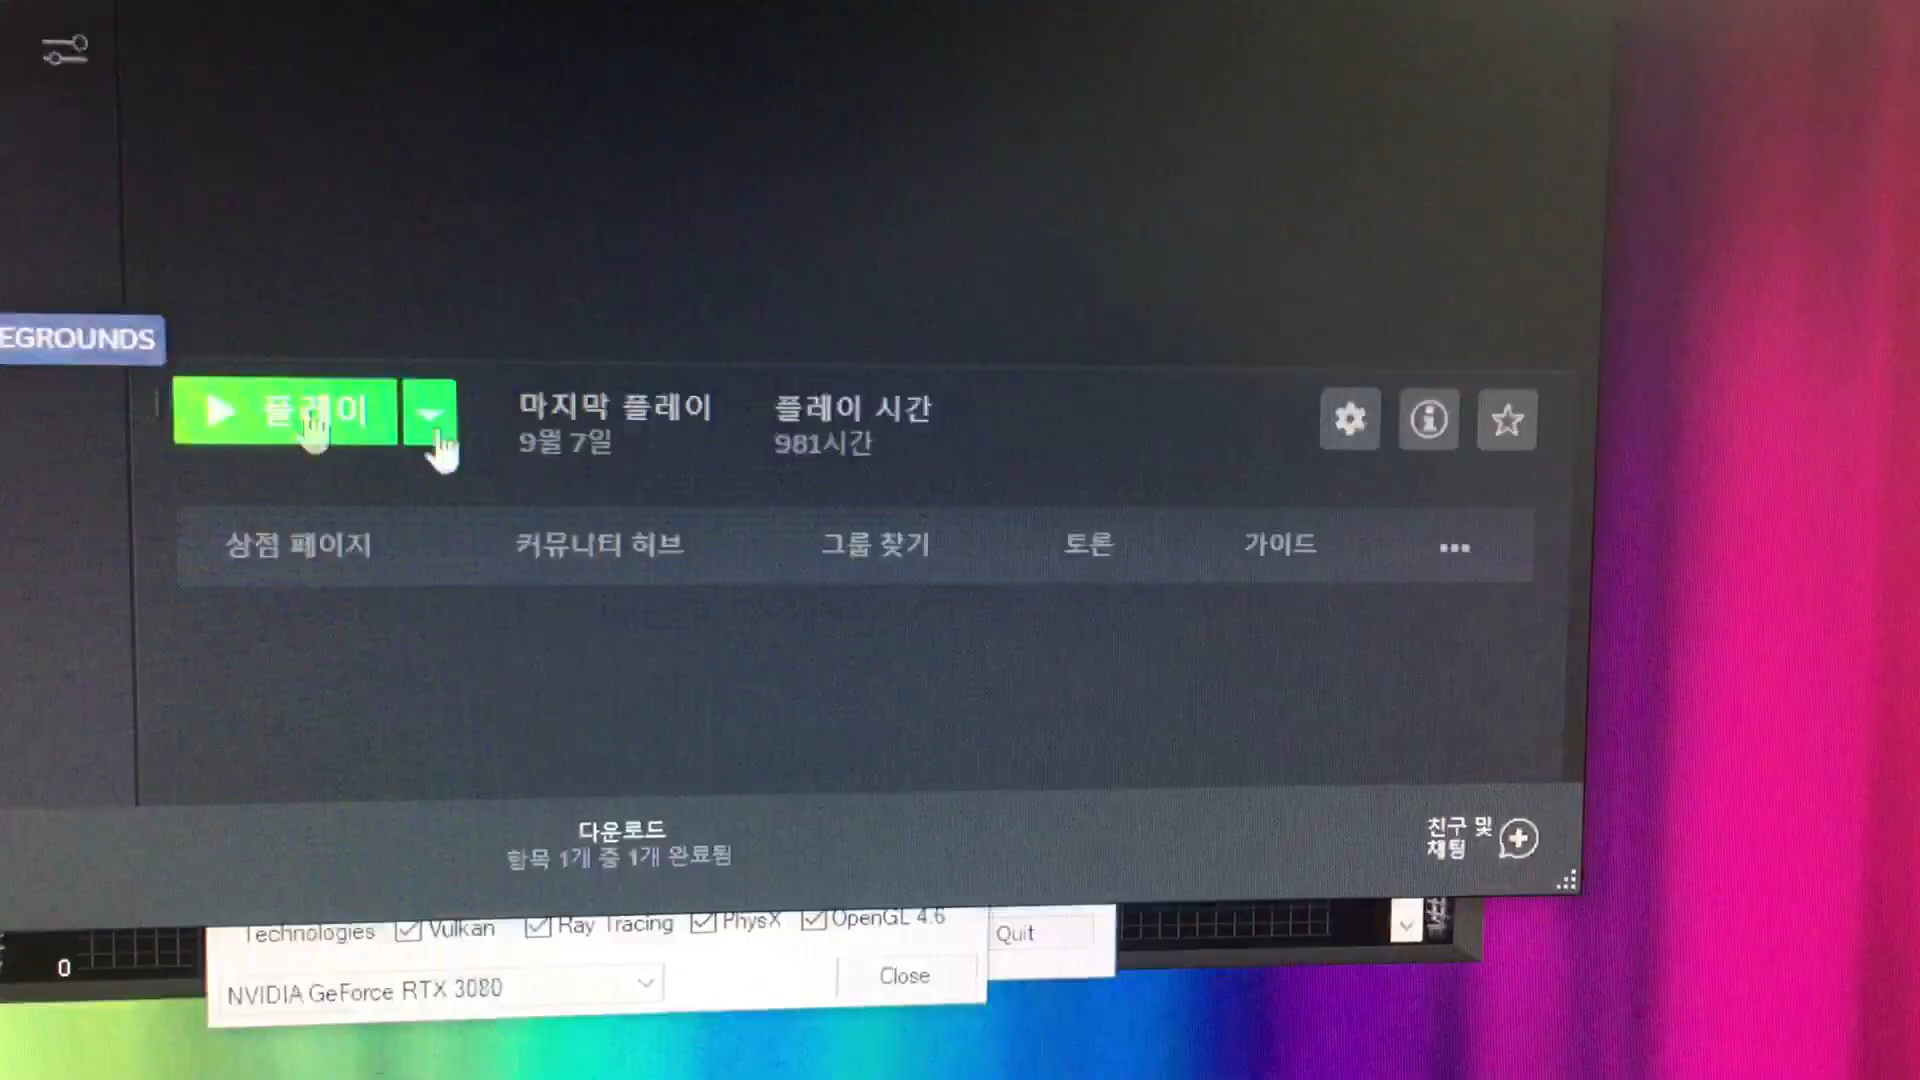 EGROUNDS
플레이
마지막 플레이
9월 7일
플레이 시간
981시간
상점 페이지
커뮤니티 허브
그룹 찾기
토론
가이드
다운로드
항목 1개 중 1개 완료됨
친구 및
채팅
Technologies
Vulkan
Ray Tracing
PhysX
OpenGL 4.6
Quit
0
NVIDIA GeForce RTX 3080
Close